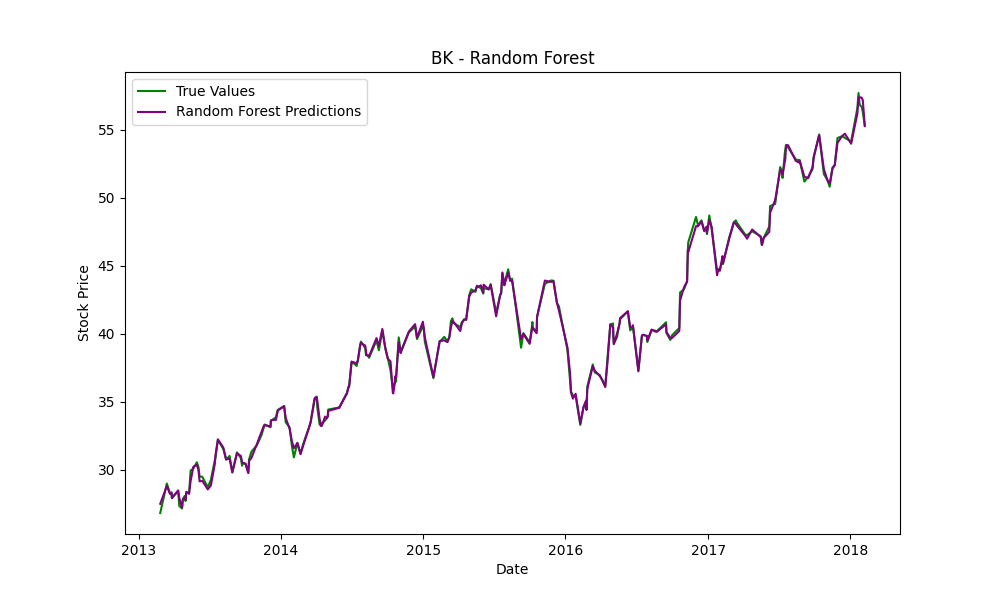 BK - Random Forest
True Values
Random Forest Predictions
Stock Price
55
50
45
40
35
30
2013
2014
2015
2016
2017
2018
Date